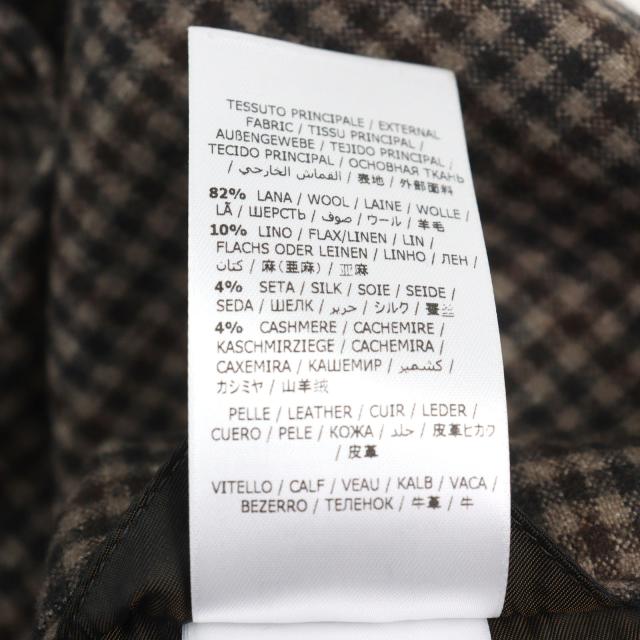 TESSUTO PRINCIPALE / EXTERNAL
FABRIC / TISSU PRINCIPAL /
AUßENGEWEBE / TEJIDO PRINCIPAL /
TECIDO PRINCIPAL / ОСНОВНАЯ ТКАНЬ
/ القماش الخارجي / 表地 / 外部面料
82% LANA / WOOL / LAINE / WOLLE /
LÃ / ШЕРСТЬ / صوف / ウール / 羊毛
10% LINO / FLAX/LINEN / LIN /
FLACHS ODER LEINEN / LINHO / ЛЕН /
كتان / 麻(亜麻) / 亚麻
4% SETA / SILK / SOIE / SEIDE /
SEDA / ШЕЛК / حرير / シルク / 蚕丝
4% CASHMERE / CACHEMIRE /
KASCHMIRZIEGE / CACHEMIRA /
CAXEMIRA / КАШЕМИР / كشمير /
カシミヤ / 山羊绒
PELLE / LEATHER / CUIR / LEDER /
CUERO / PELE / КОЖА / جلد / 皮革ヒカワ
/ 皮革
VITELLO / CALF / VEAU / KALB / VACA /
BEZERRO / ТЕЛЕНОК / 牛革 / 牛